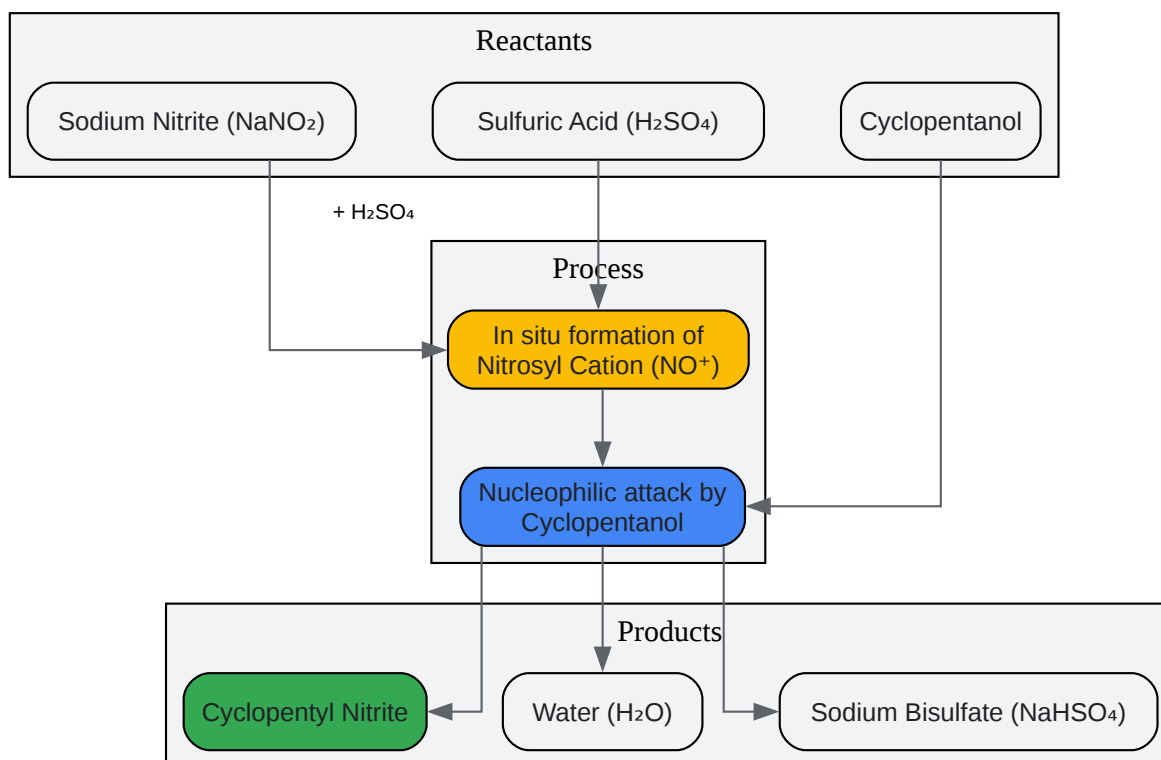 Reactants
Sodium Nitrite (NaNO₂)
Sulfuric Acid (H₂SO₄)
Cyclopentanol
+ H₂SO₄
Process
In situ formation of
Nitrosyl Cation (NO⁺)
Nucleophilic attack by
Cyclopentanol
Products
Cyclopentyl Nitrite
Water (H₂O)
Sodium Bisulfate (NaHSO₄)